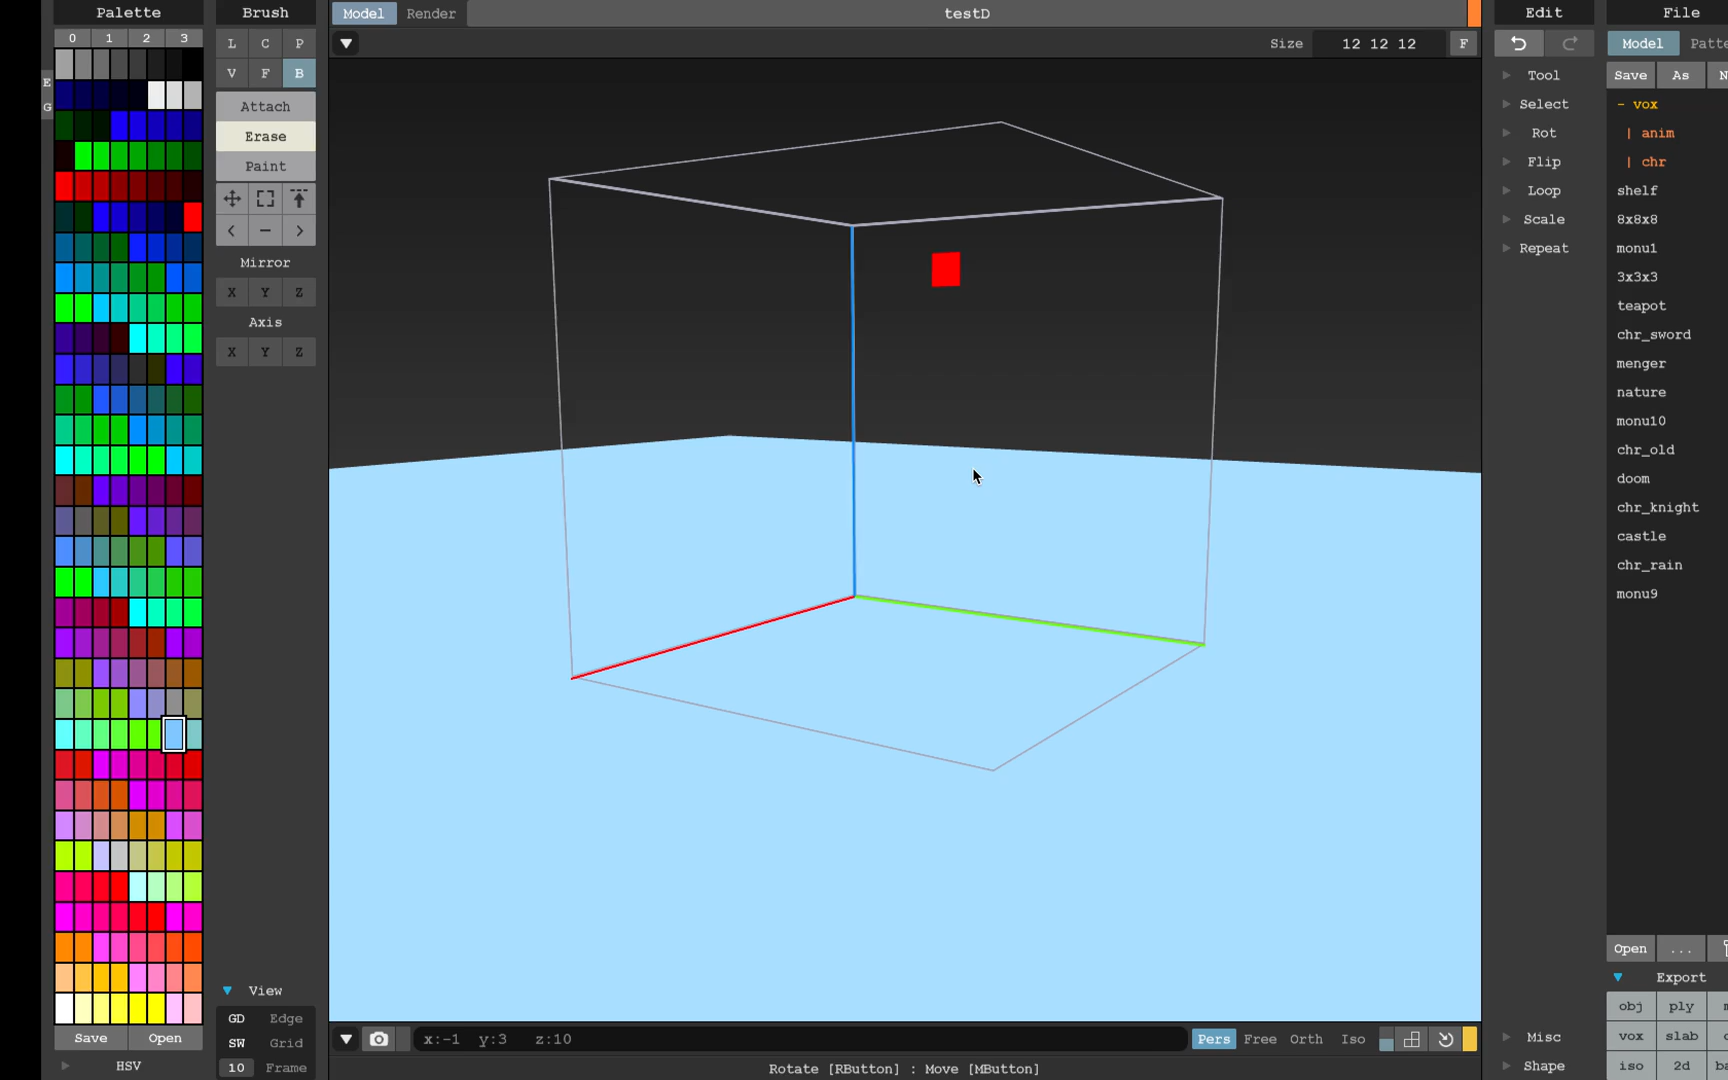 Palette
0 1 2 3
E
G
Save Open
HSV
Brush
L C P
V F B
Attach
Erase
Paint
Mirror
X Y Z
Axis
X Y Z
View
GD Edge
SW Grid
10 Frame
Model Render testD
Size 12 12 12 F
x:-1 y:3 z:10
Pers Free Orth Iso
Rotate [RButton] : Move [MButton]
Edit
Tool
Select
Rot
Flip
Loop
Scale
Repeat
Misc
Shape
File
Model Patte
Save As N
- vox
| anim
| chr
shelf
8x8x8
monu1
3x3x3
teapot
chr_sword
menger
nature
monu10
chr_old
doom
chr_knight
castle
chr_rain
monu9
Open ...
Export
obj ply
vox slab
iso 2d ba